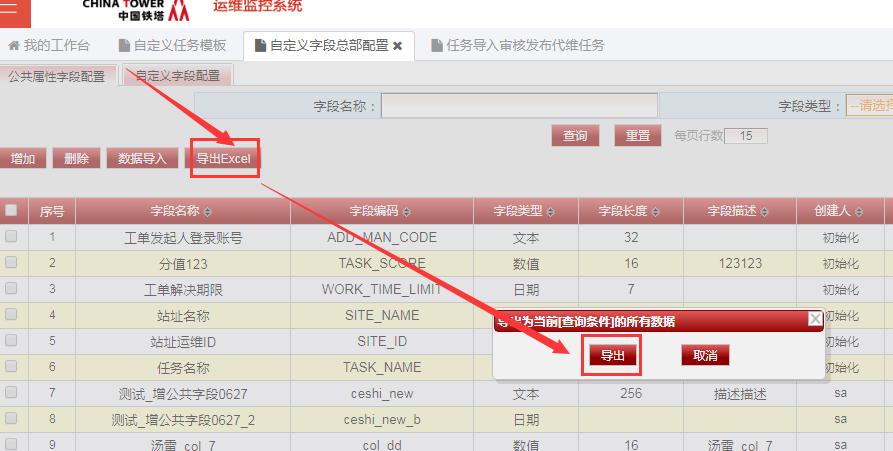 CHINA TOWER
中国铁塔
运维监控系统
我的工作台 自定义任务模板 自定义字段总部配置 任务导入审核发布代维任务
公共属性字段配置 自定义字段配置
字段名称： 字段类型： --请选择
查询 重置 每页行数 15
增加 删除 数据导入 导出Excel
序号 字段名称 字段编码 字段类型 字段长度 字段描述 创建人
1 工单发起人登录账号 ADD_MAN_CODE 文本 32 初始化
2 分值123 TASK_SCORE 数值 16 123123 初始化
3 工单解决期限 WORK_TIME_LIMIT 日期 7 初始化
4 站址名称 SITE_NAME 初始化
5 站址运维ID SITE_ID 初始化
6 任务名称 TASK_NAME 初始化
导出为当前[查询条件]的所有数据
导出 取消
7 测试_增公共字段0627 ceshi_new 文本 256 描述描述 sa
8 测试_增公共字段0627_2 ceshi_new_b 日期 sa
9 汤雷_col_7 col_dd 数值 16 汤雷_col_7 sa